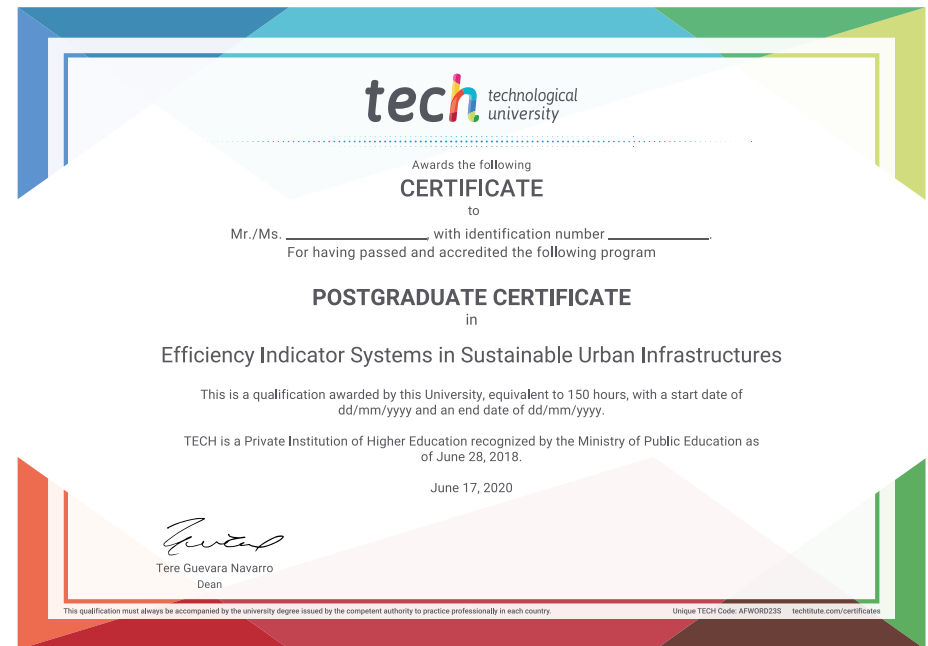 tech technological
university
Awards the following
CERTIFICATE
to
Mr./Ms. ____________________, with identification number ______________.
For having passed and accredited the following program
POSTGRADUATE CERTIFICATE
in
Efficiency Indicator Systems in Sustainable Urban Infrastructures
This is a qualification awarded by this University, equivalent to 150 hours, with a start date of
dd/mm/yyyy and an end date of dd/mm/yyyy.
TECH is a Private Institution of Higher Education recognized by the Ministry of Public Education as
of June 28, 2018.
June 17, 2020
Tere Guevara Navarro
Dean
This qualification must always be accompanied by the university degree issued by the competent authority to practice professionally in each country. Unique TECH Code: AFWORD23S techtitute.com/certificates